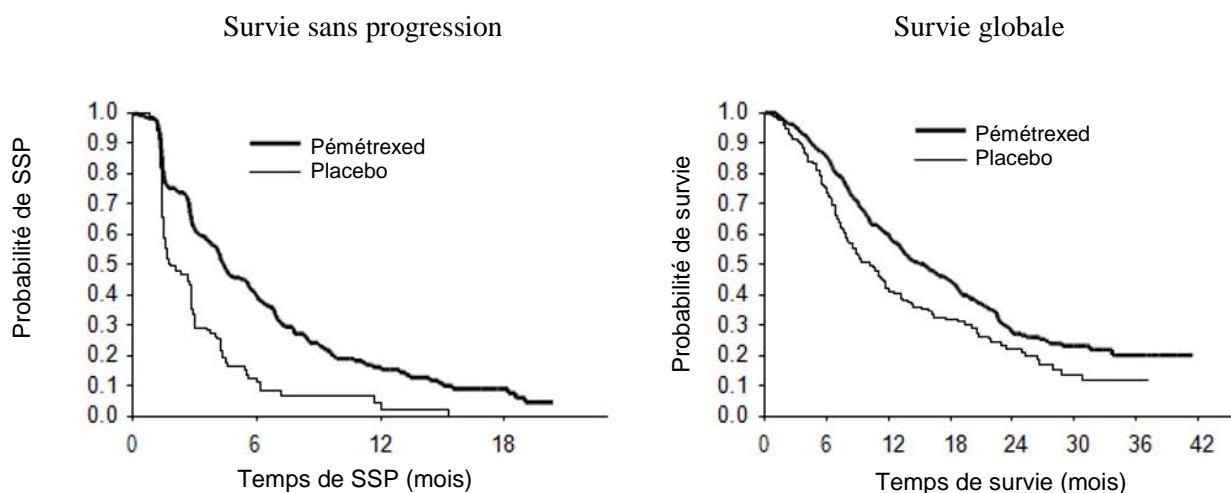 Survie sans progression
Probabilité de SSP
1.0
0.9
0.8
0.7
0.6
0.5
0.4
0.3
0.2
0.1
0.0
Pémétrexed
Placebo
0 6 12 18
Temps de SSP (mois)
Survie globale
Probabilité de survie
1.0
0.9
0.8
0.7
0.6
0.5
0.4
0.3
0.2
0.1
0.0
Pémétrexed
Placebo
0 6 12 18 24 30 36 42
Temps de survie (mois)